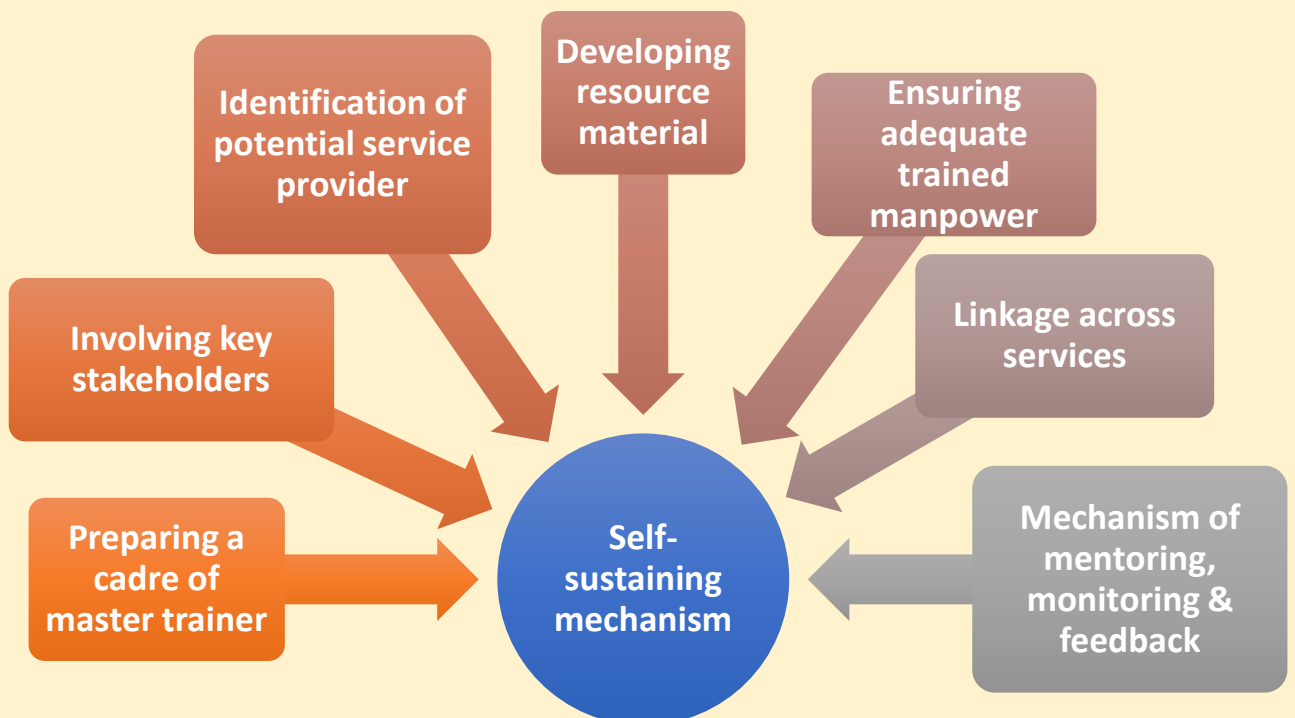 Developing
resource
material
Identification of
potential service
provider
Ensuring
adequate
trained
manpower
Involving key
stakeholders
Linkage across
services
Preparing a
cadre of
master trainer
Self-
sustaining
mechanism
Mechanism of
mentoring,
monitoring &
feedback